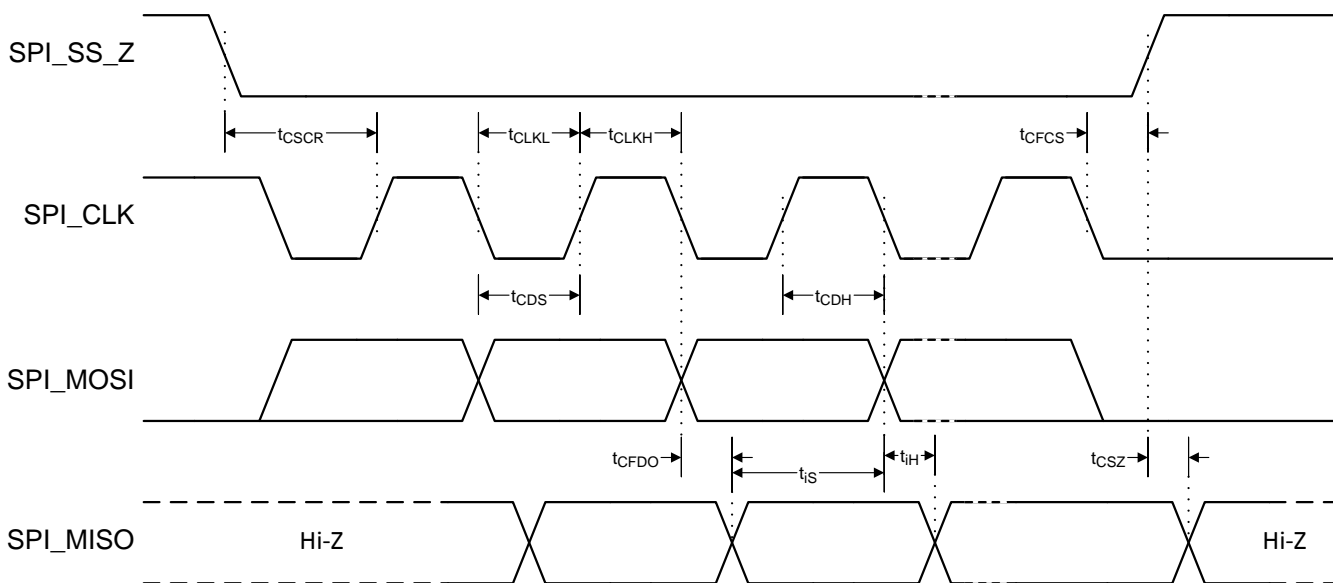 SPI_SS_Z
tCSCR
tCLKL
tCLKH
tCFCS
SPI_CLK
tCDS
tCDH
SPI_MOSI
tCFDO
tiS
tiH
tCSZ
SPI_MISO
Hi-Z
Hi-Z